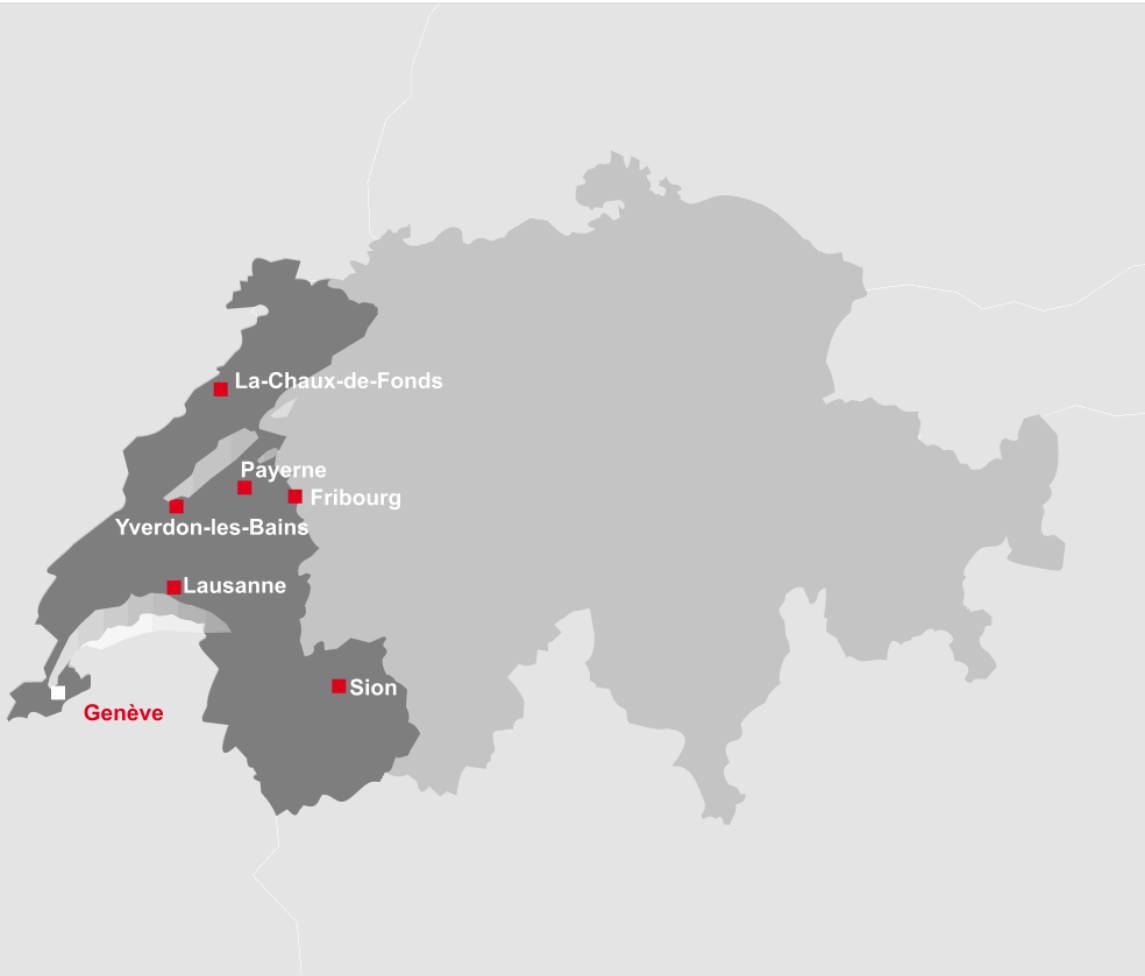 La-Chaux-de-Fonds
Payerne
Fribourg
Yverdon-les-Bains
Lausanne
Sion
Genève